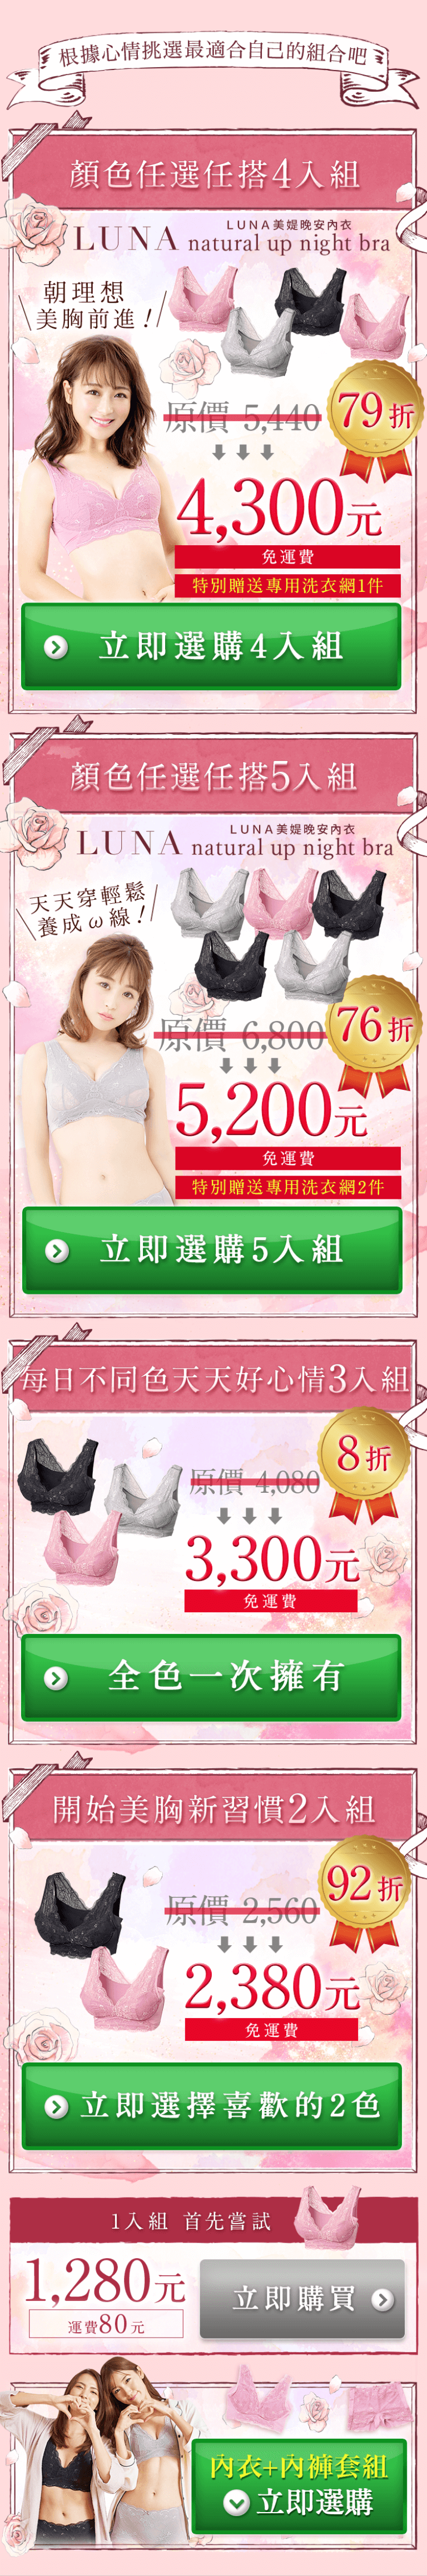 根據心情挑選最適合自己的組合吧
顏色任選任搭4入組
LUNA美媞晚安內衣
LUNA natural up night bra
朝理想
美胸前進！
原價 5,440
79折
4,300元
免運費
特別贈送專用洗衣網1件
立即選購4入組
顏色任選任搭5入組
LUNA美媞晚安內衣
LUNA natural up night bra
天天穿輕鬆
養成ω線！
原價 6,800
76折
5,200元
免運費
特別贈送專用洗衣網2件
立即選購5入組
每日不同色天天好心情3入組
8折
原價 4,080
3,300元
免運費
全色一次擁有
開始美胸新習慣2入組
92折
原價 2,560
2,380元
免運費
立即選擇喜歡的2色
1入組 首先嘗試
1,280元
運費80元
立即購買
內衣+內褲套組
立即選購